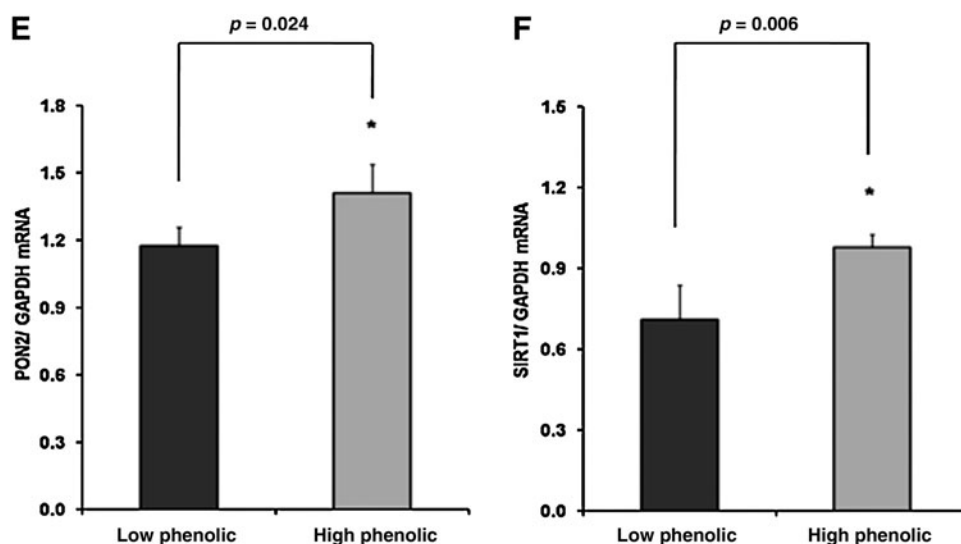 E
p = 0.024
*
1.8
1.5
1.2
0.9
0.6
0.3
0.0
PON2/ GAPDH mRNA
Low phenolic
High phenolic
F
p = 0.006
*
1.5
1.2
0.9
0.6
0.3
0.0
SIRT1/ GAPDH mRNA
Low phenolic
High phenolic